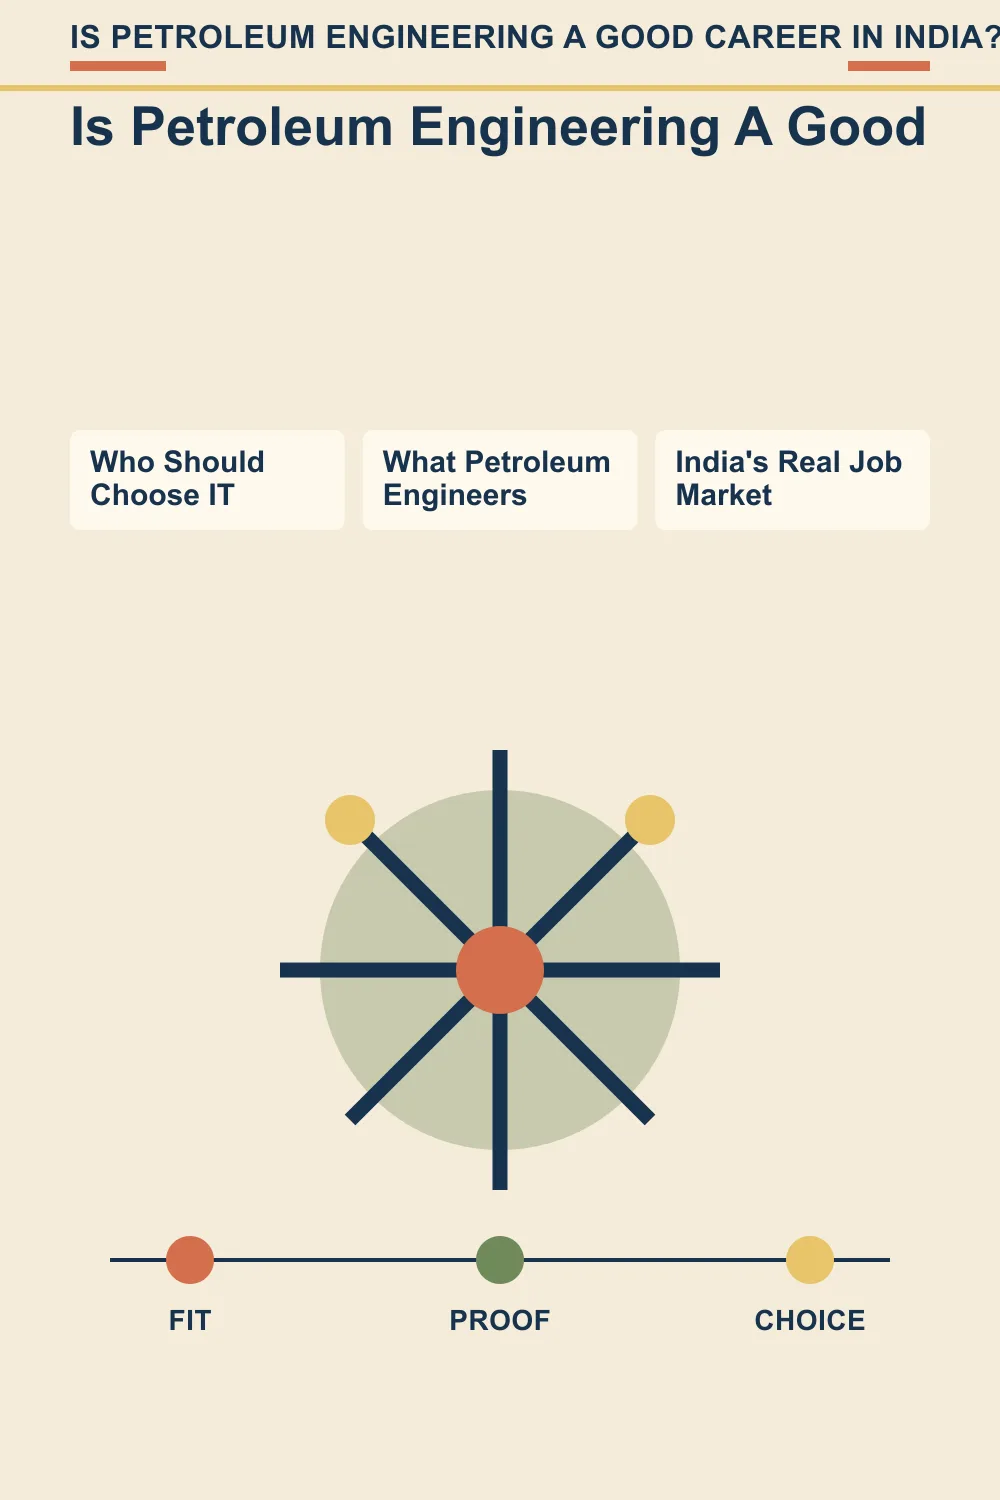 IS PETROLEUM ENGINEERING A GOOD CAREER IN INDIA?
Is Petroleum Engineering A Good
Who Should
Choose IT
What Petroleum
Engineers
India's Real Job
Market
FIT
PROOF
CHOICE